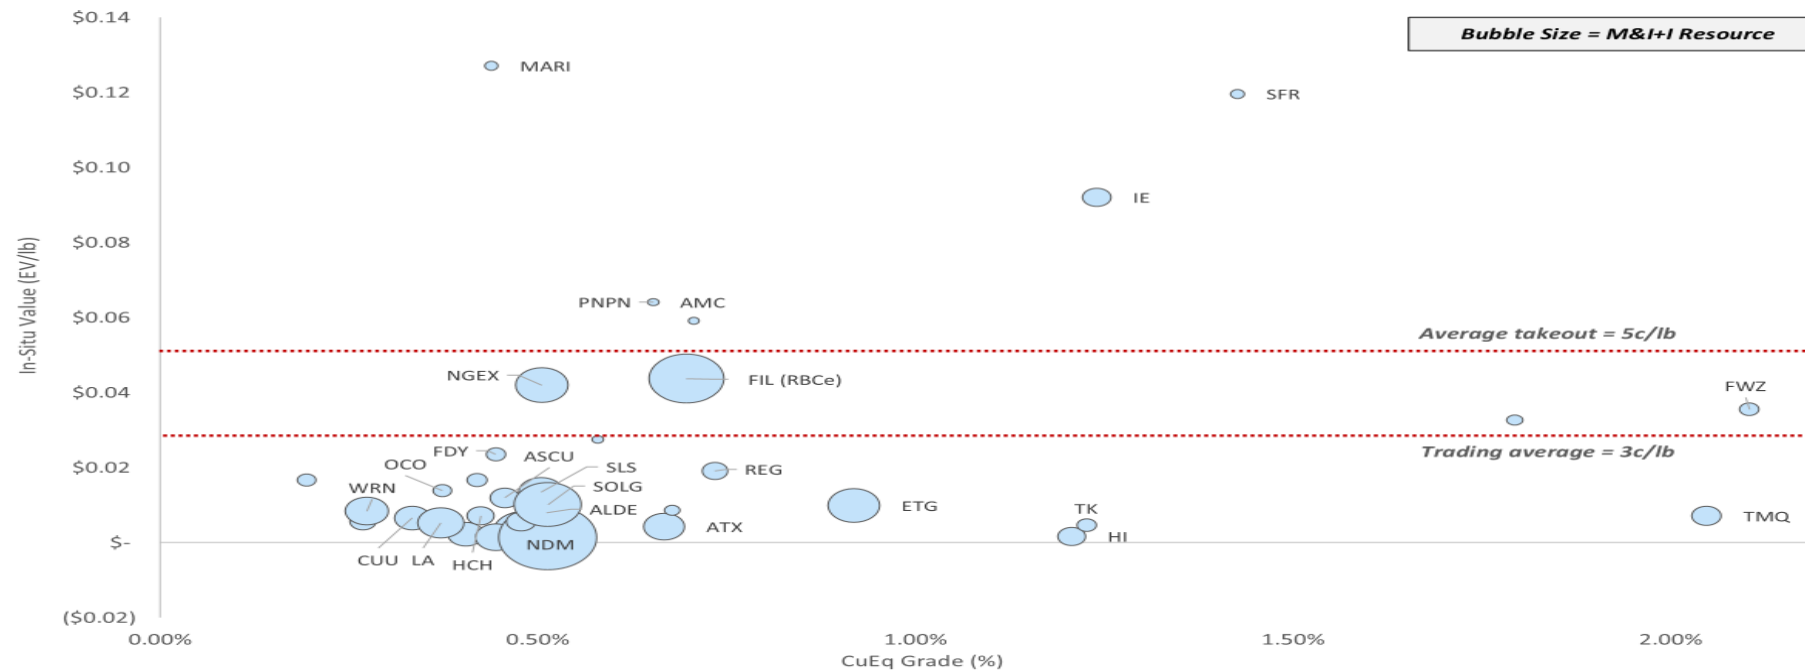 $0.14
Bubble Size = M&I+I Resource
MARI
$0.12
SFR
$0.10
IE
$0.08
PNPN
AMC
$0.06
Average takeout = 5c/lb
NGEX
FIL (RBCe)
FWZ
$0.04
FDY
ASCU
Trading average = 3c/lb
OCO
SLS
REG
$0.02
WRN
SOLG
ETG
ALDE
TK
TMQ
ATX
HI
NDM
$-
CUU
LA
HCH
($0.02)
0.00%
0.50%
1.00%
1.50%
2.00%
CuEq Grade (%)
In-Situ Value (EV/lb)